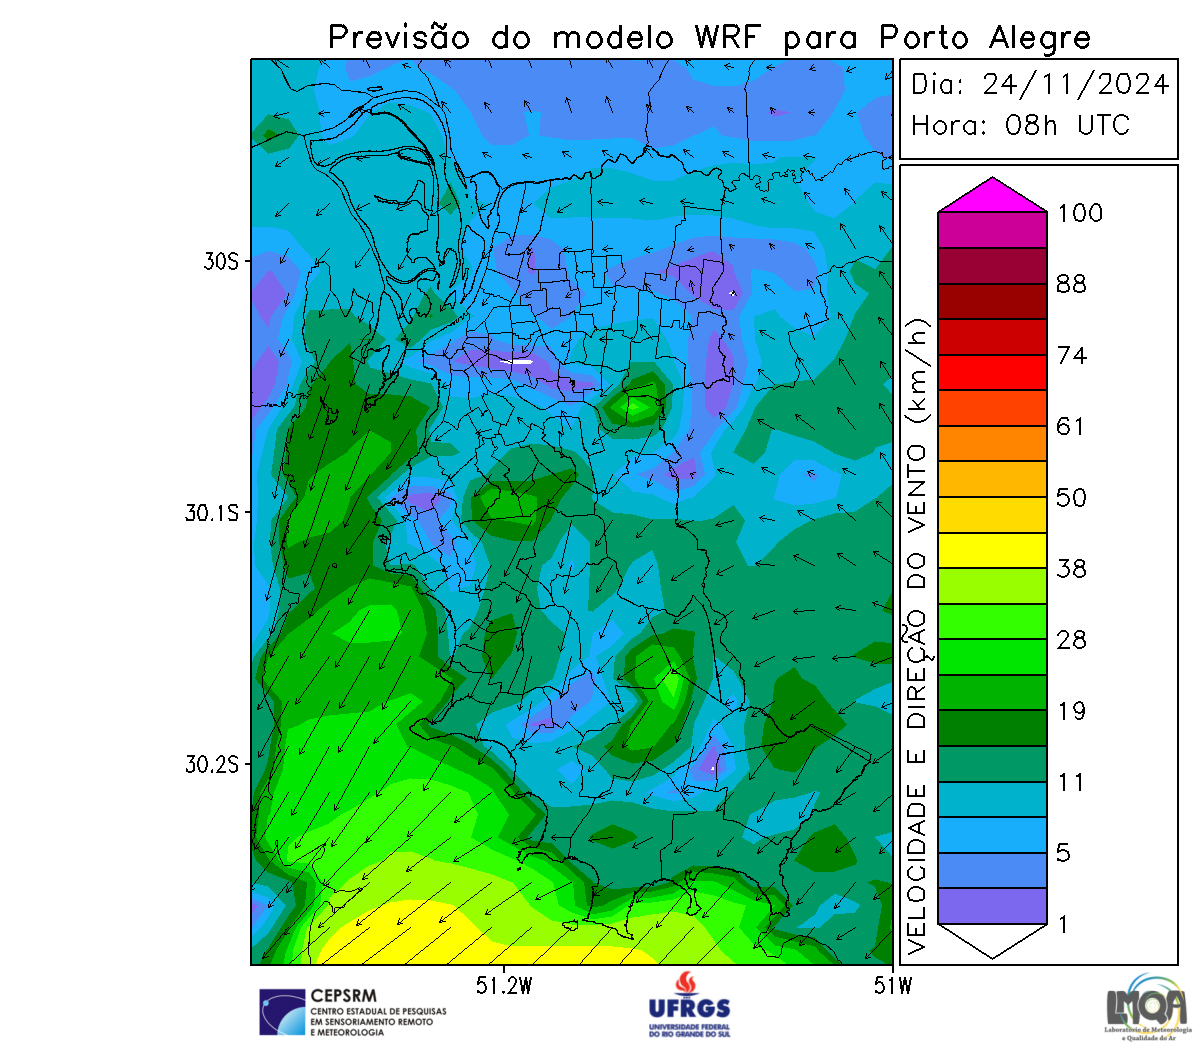 Previsão do modelo WRF para Porto Alegre
Dia: 24/11/2024
Hora: 08h UTC
100
88
74
61
50
38
28
19
11
5
1
VELOCIDADE E DIREÇÃO DO VENTO (km/h)
30S
30.1S
30.2S
51.2W
51W
CEPSRM
CENTRO ESTADUAL DE PESQUISAS
EM SENSORIAMENTO REMOTO
E METEOROLOGIA
UFRGS
UNIVERSIDADE FEDERAL
DO RIO GRANDE DO SUL
LMQA
Laboratório de Meteorologia
e Qualidade do Ar